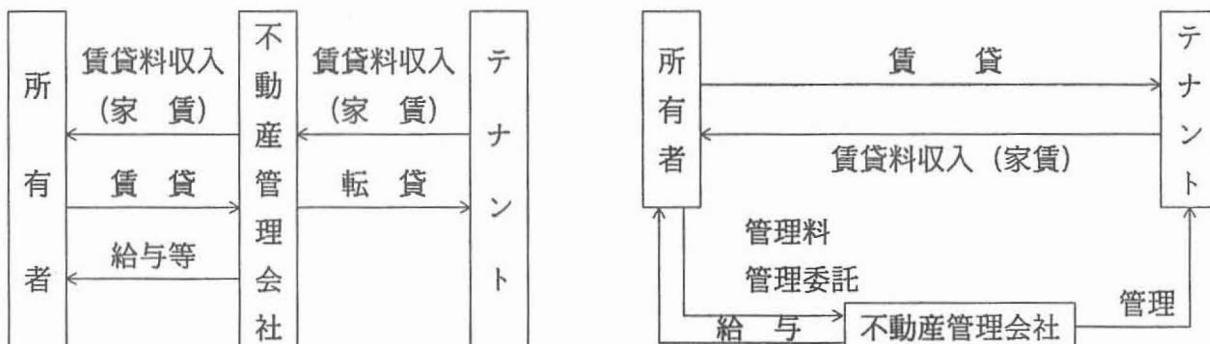 所有者
賃貸料収入
(家 賃)
賃 貸
給与等
不動産管理会社
賃貸料収入
(家 賃)
転 貸
テナント
所有者
賃 貸
賃貸料収入 (家賃)
テナント
管理料
管理委託
給 与
不動産管理会社
管理